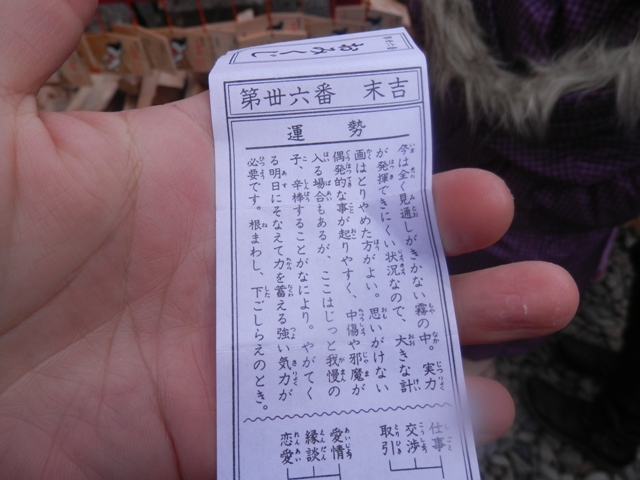 おみくじ
第丗六番　末吉
運　勢
今は全く見通しがきかない霧の中。実力
が発揮できにくい状況なので、大きな計
画はとりやめた方がよい。思いがけない
偶発的な事が起りやすく、中傷や邪魔が
入る場合もあるが、ここはじっと我慢の
子、辛棒することがなにより。やがてく
る明日にそなえて力を蓄える強い気力が
必要です。根まわし、下ごしらえのとき。
仕事
交渉
取引
愛情
縁談
恋愛